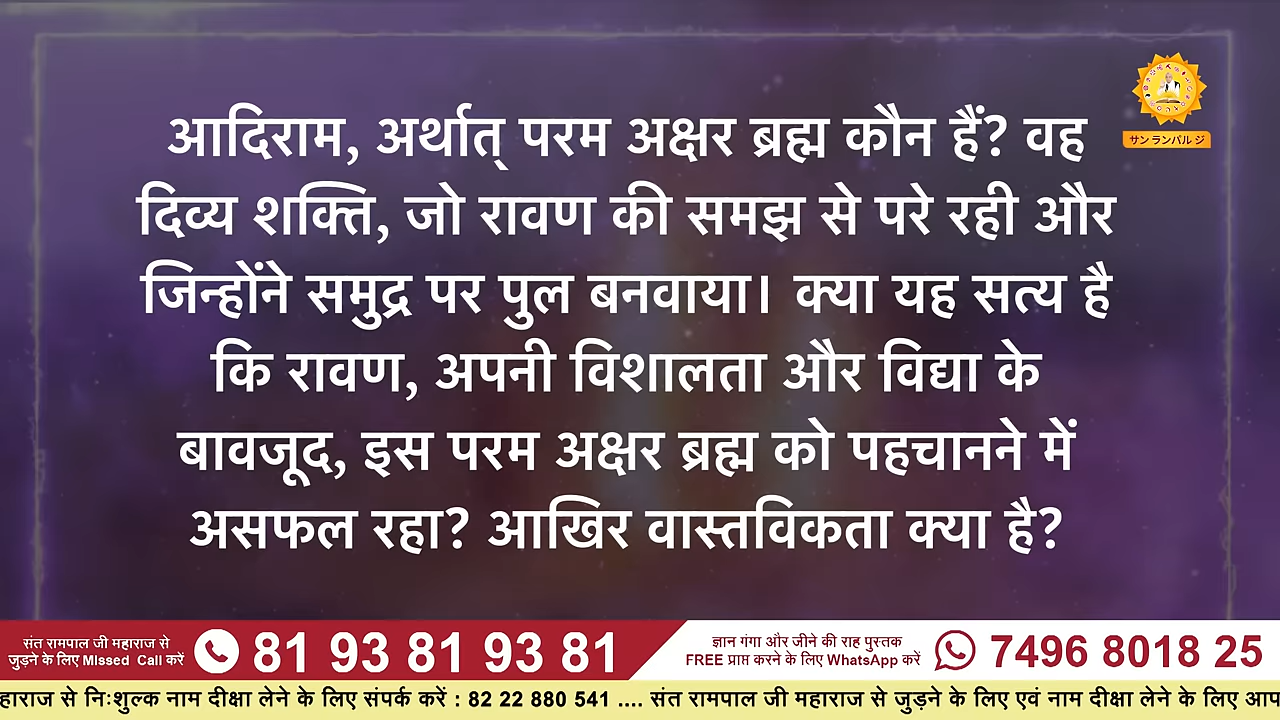 आदिराम, अर्थात् परम अक्षर ब्रह्म कौन हैं? वह
दिव्य शक्ति, जो रावण की समझ से परे रही और
जिन्होंने समुद्र पर पुल बनवाया। क्या यह सत्य है
कि रावण, अपनी विशालता और विद्या के
बावजूद, इस परम अक्षर ब्रह्म को पहचानने में
असफल रहा? आखिर वास्तविकता क्या है?
サン ランパル ジ
संत रामपाल जी महाराज से
जुड़ने के लिए Missed Call करें
81 93 81 93 81
ज्ञान गंगा और जीने की राह पुस्तक
FREE प्राप्त करने के लिए WhatsApp करें
7496 8018 25
हाराज से निःशुल्क नाम दीक्षा लेने के लिए संपर्क करें : 82 22 880 541 .... संत रामपाल जी महाराज से जुड़ने के लिए एवं नाम दीक्षा लेने के लिए आप